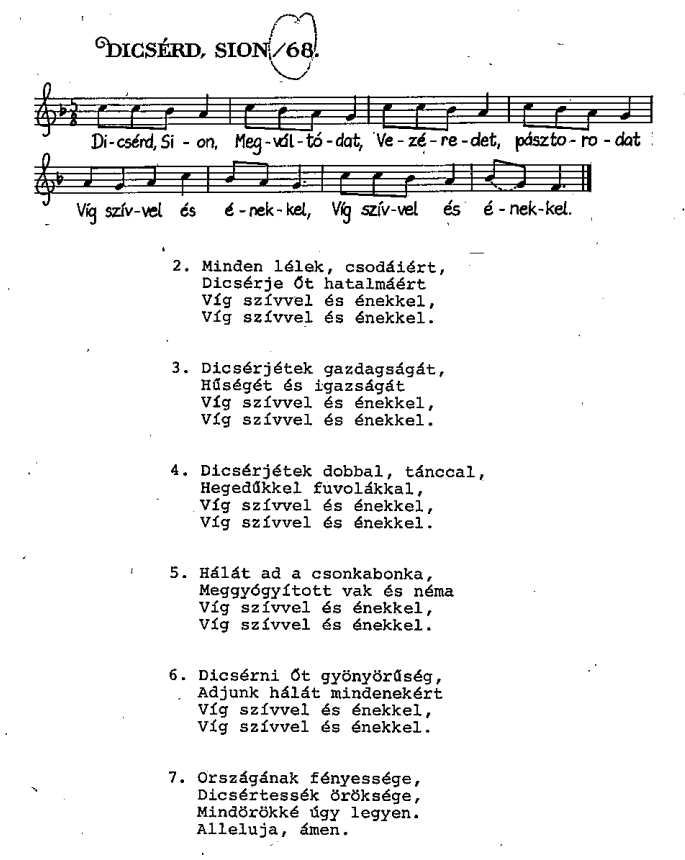 DICSÉRD, SION /68.
Di-csérd, Si - on, Meg-vál-tó-dat, Ve-zé-re-det, pászto-ro-dat
Víg szív-vel és é-nek-kel, Víg szív-vel és é-nek-kel.
2. Minden lélek, csodáiért,
Dicsérje Őt hatalmáért
Víg szívvel és énekkel,
Víg szívvel és énekkel.
3. Dicsérjétek gazdagságát,
Hűségét és igazságát
Víg szívvel és énekkel,
Víg szívvel és énekkel.
4. Dicsérjétek dobbal, tánccal,
Hegedűkkel fuvolákkal,
Víg szívvel és énekkel,
Víg szívvel és énekkel.
5. Hálát ad a csonkabonka,
Meggyógyított vak és néma
Víg szívvel és énekkel,
Víg szívvel és énekkel.
6. Dicsérni Őt gyönyörűség,
Adjunk hálát mindenekért
Víg szívvel és énekkel,
Víg szívvel és énekkel.
7. Országának fényessége,
Dicsértessék öröksége,
Mindörökké úgy legyen.
Alleluja, ámen.